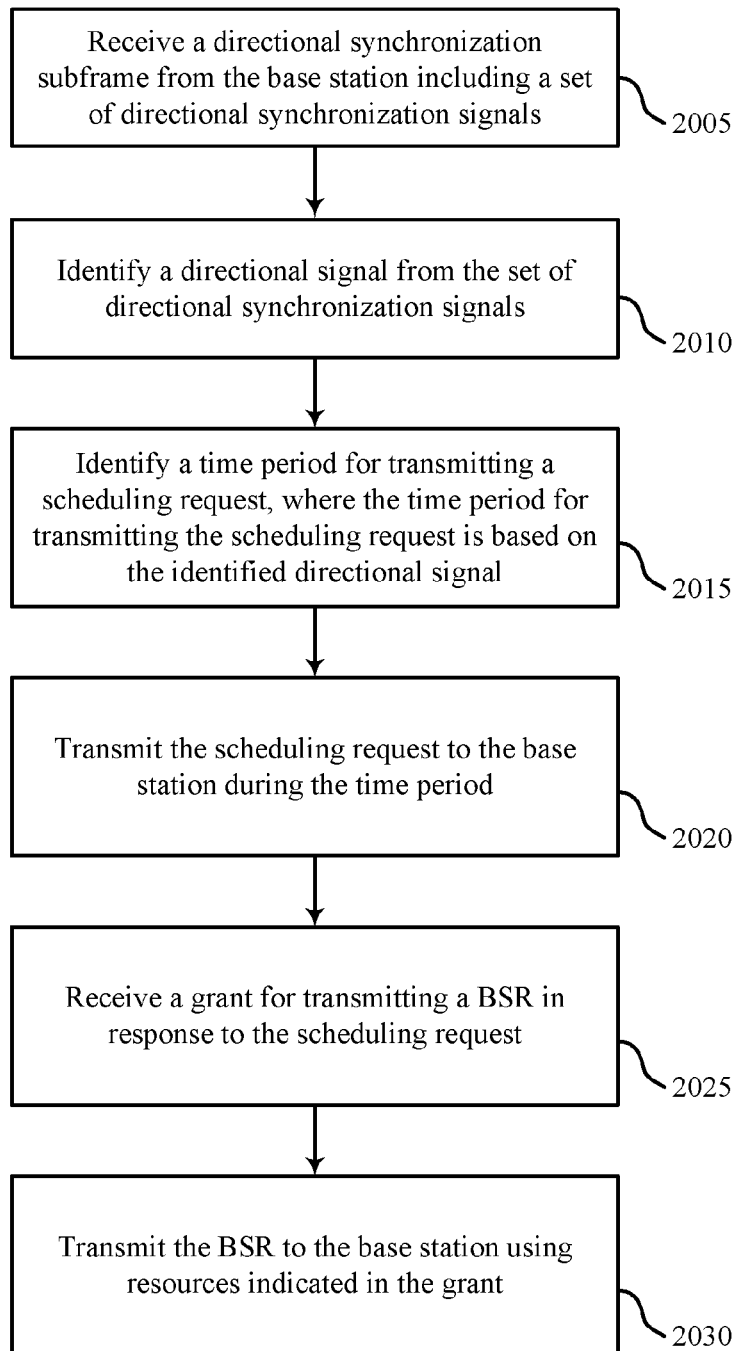 Receive a directional synchronization
subframe from the base station including a set
of directional synchronization signals
2005
Identify a directional signal from the set of
directional synchronization signals
2010
Identify a time period for transmitting a
scheduling request, where the time period for
transmitting the scheduling request is based on
the identified directional signal
2015
Transmit the scheduling request to the base
station during the time period
2020
Receive a grant for transmitting a BSR in
response to the scheduling request
2025
Transmit the BSR to the base station using
resources indicated in the grant
2030